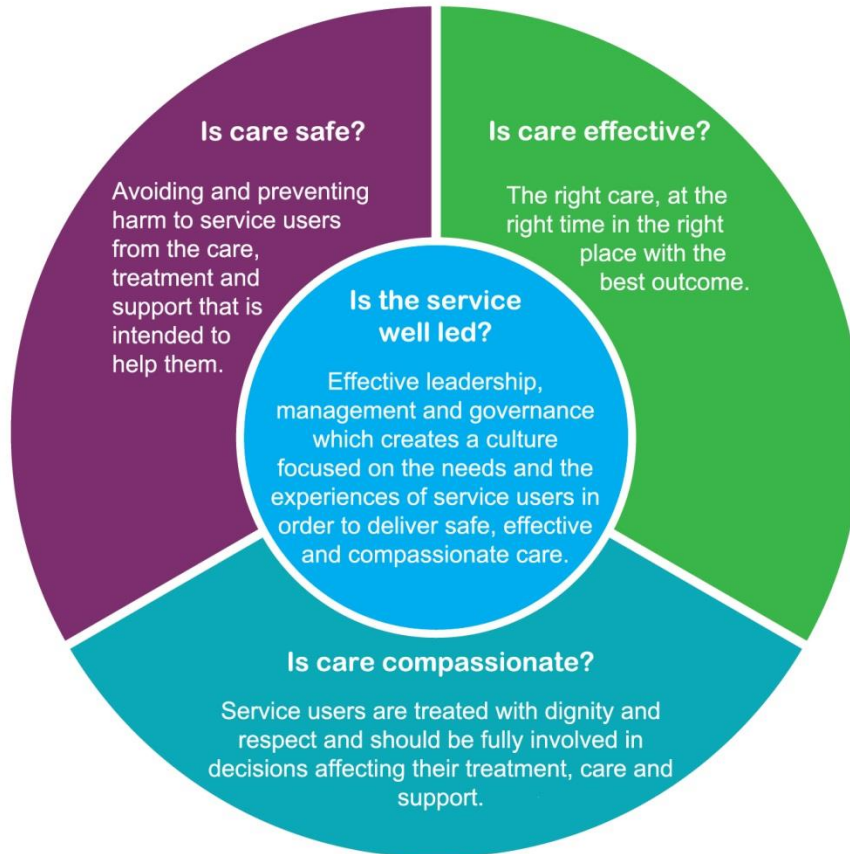 Is care safe?
Avoiding and preventing
harm to service users
from the care,
treatment and
support that is
intended to
help them.
Is care effective?
The right care, at the
right time in the right
place with the
best outcome.
Is the service
well led?
Effective leadership,
management and governance
which creates a culture
focused on the needs and the
experiences of service users in
order to deliver safe, effective
and compassionate care.
Is care compassionate?
Service users are treated with dignity and
respect and should be fully involved in
decisions affecting their treatment, care and
support.